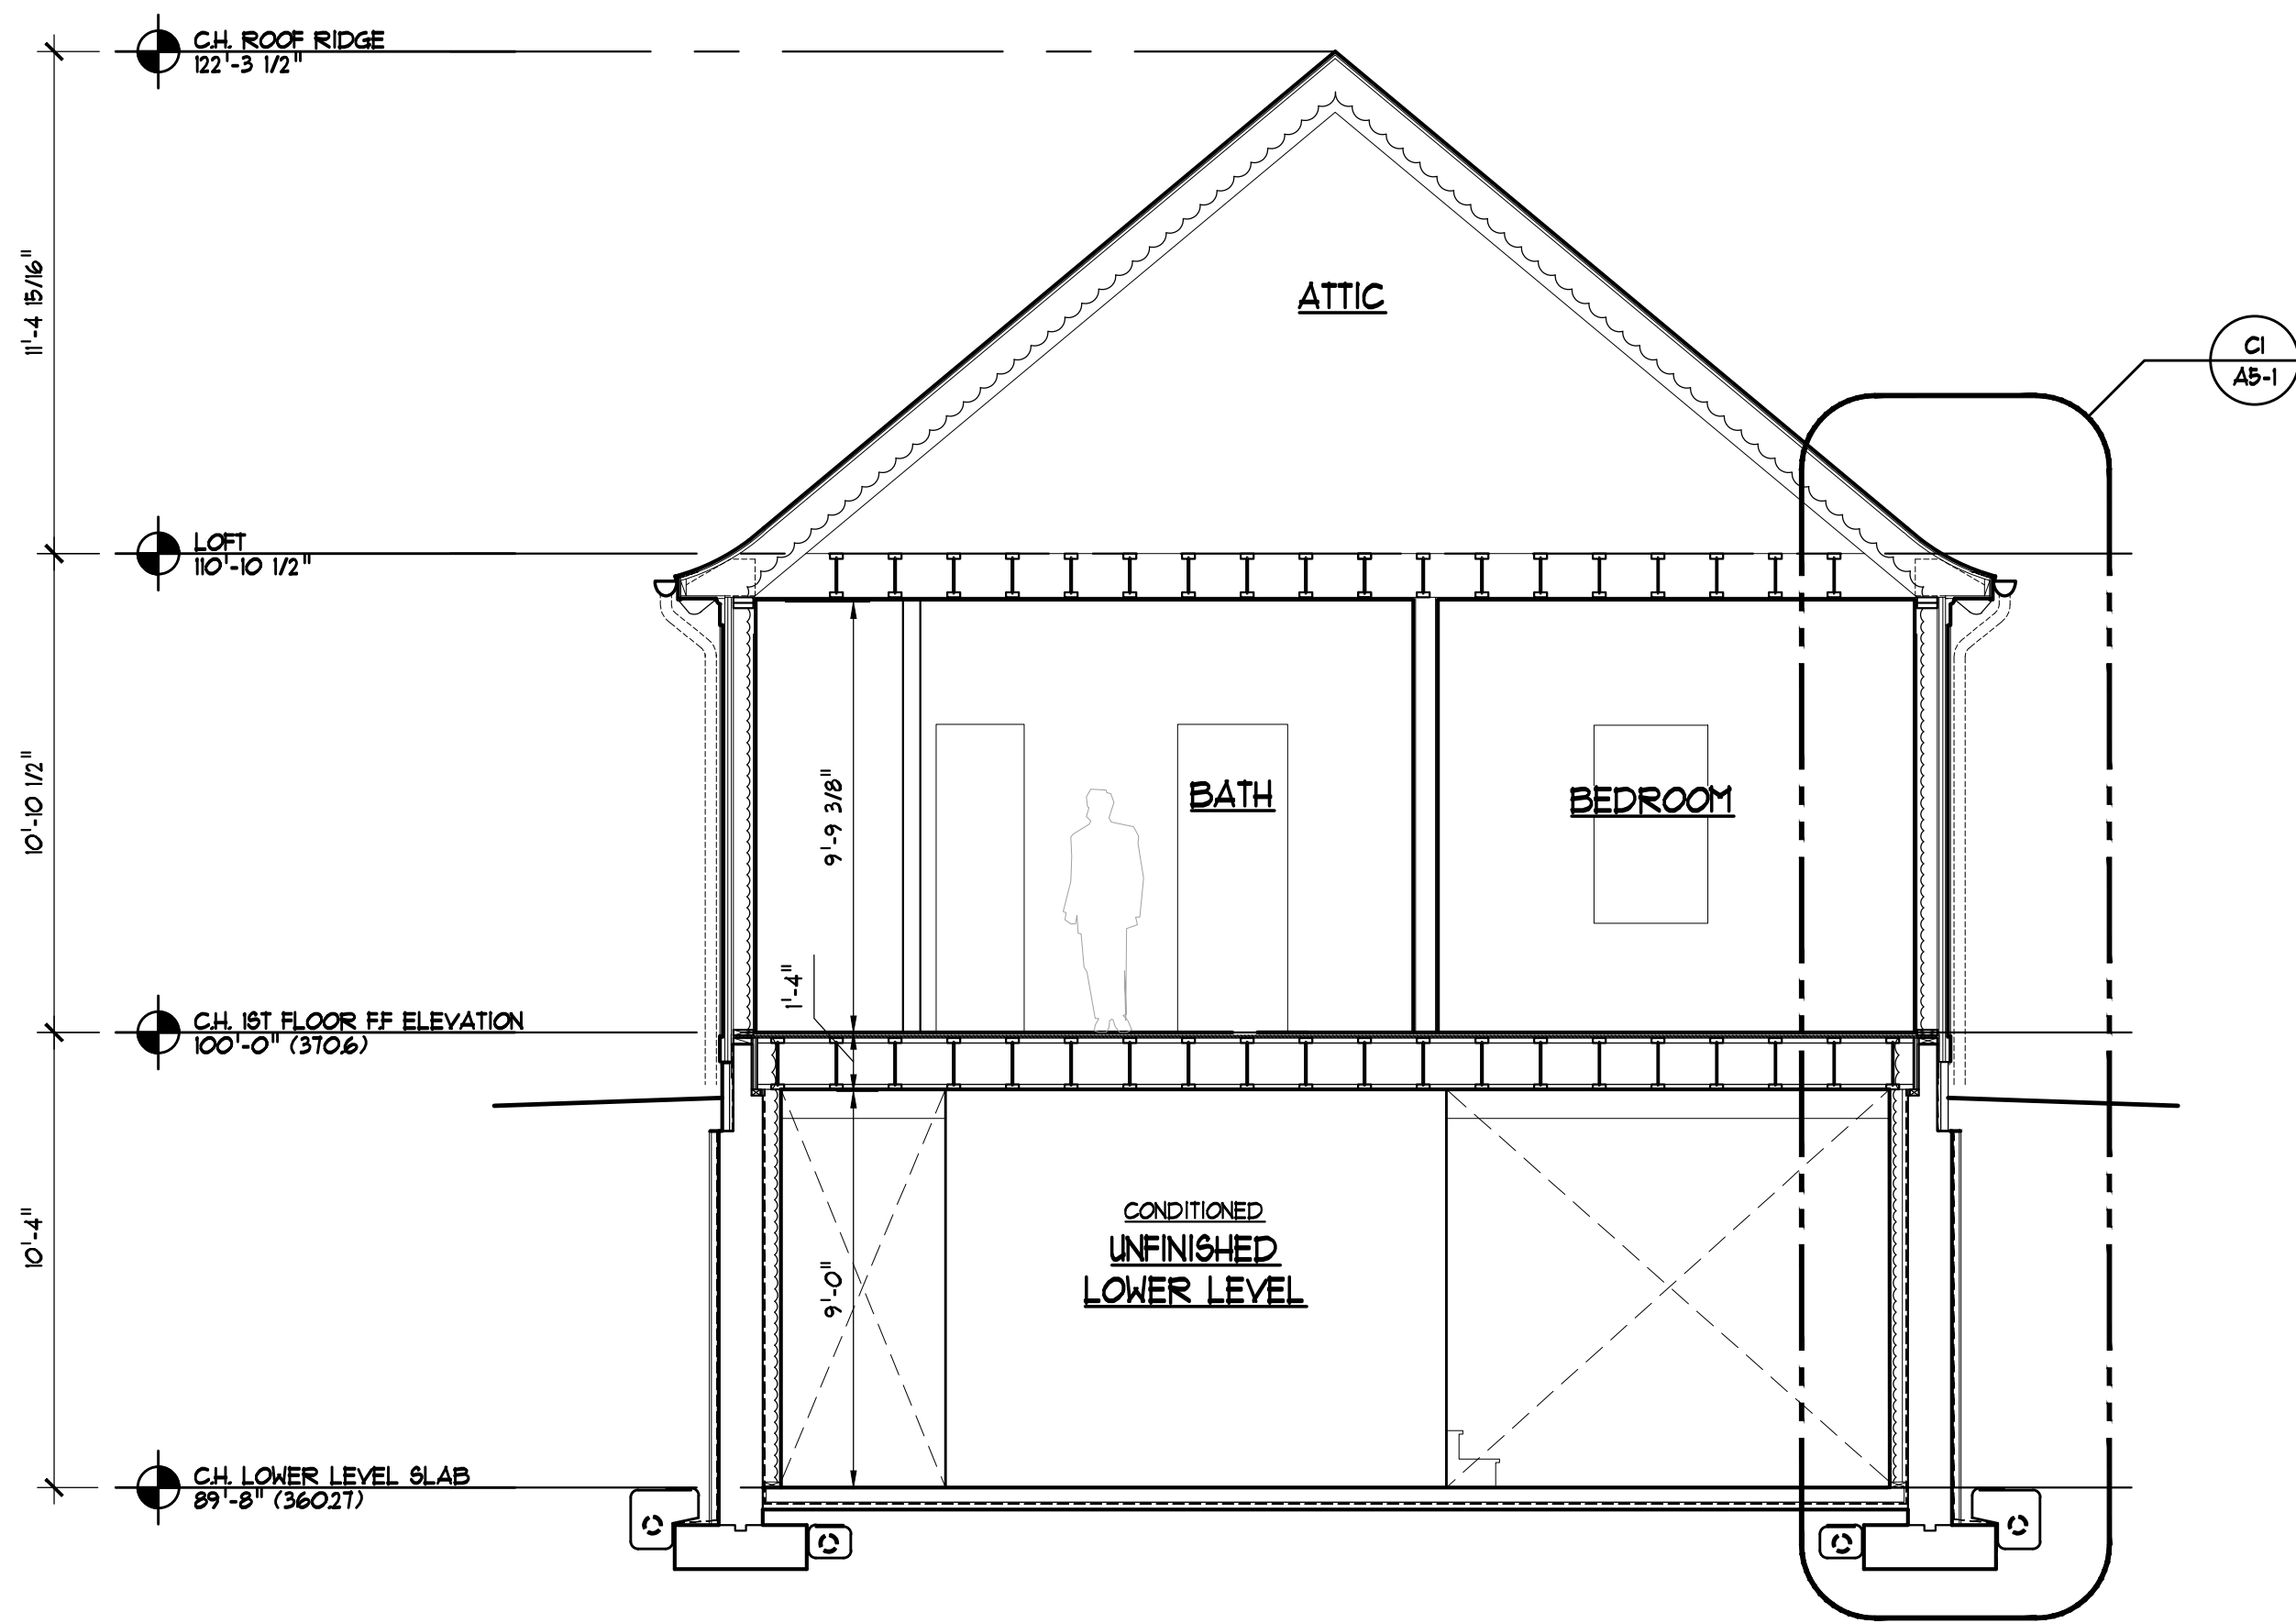 C.H. ROOF RIDGE
122'-3 1/2"
11'-4 15/16"
ATTIC
C1
A5-1
LOFT
110'-10 1/2"
10'-10 1/2"
9'-9 3/8"
BATH
BEDROOM
1'-4"
C.H. 1ST FLOOR F.F. ELEVATION
100'-0" (370.6)
10'-4"
9'-0"
CONDITIONED
UNFINISHED
LOWER LEVEL
C.H. LOWER LEVEL SLAB
89'-8" (360.27)